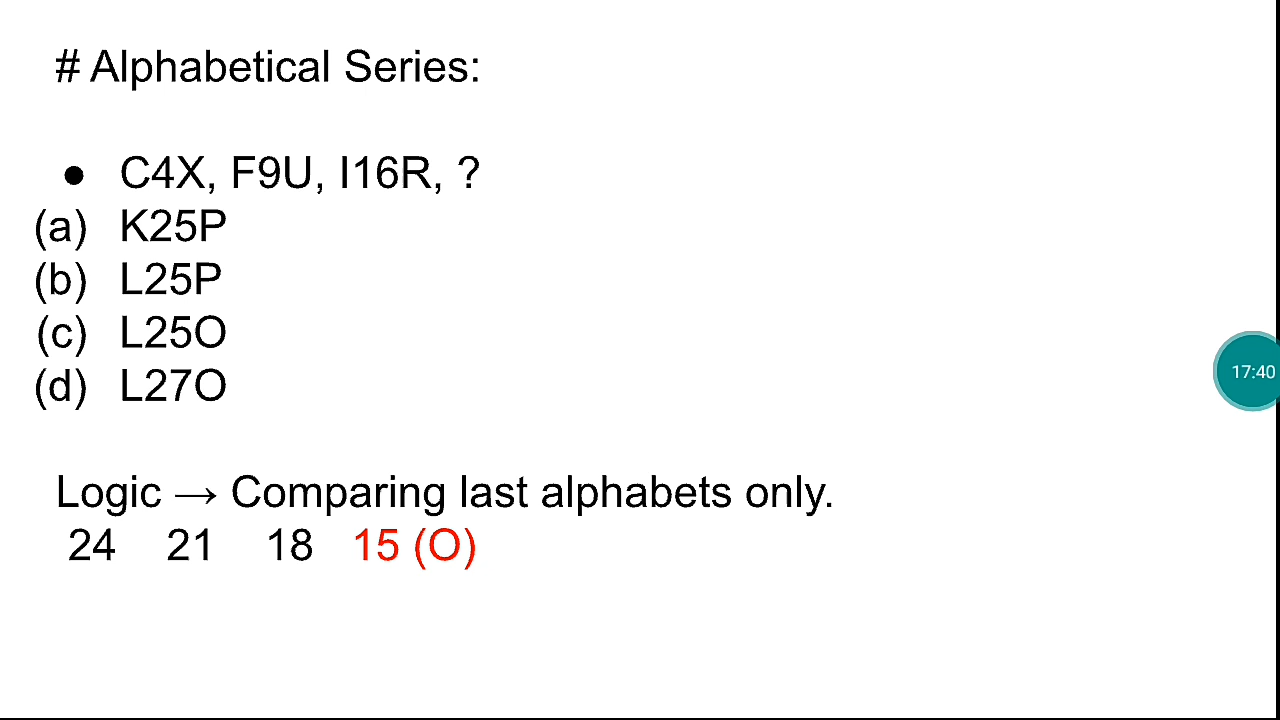 # Alphabetical Series:
● C4X, F9U, I16R, ?
(a) K25P
(b) L25P
(c) L25O
(d) L27O
17:40
Logic → Comparing last alphabets only.
24 21 18 15 (O)